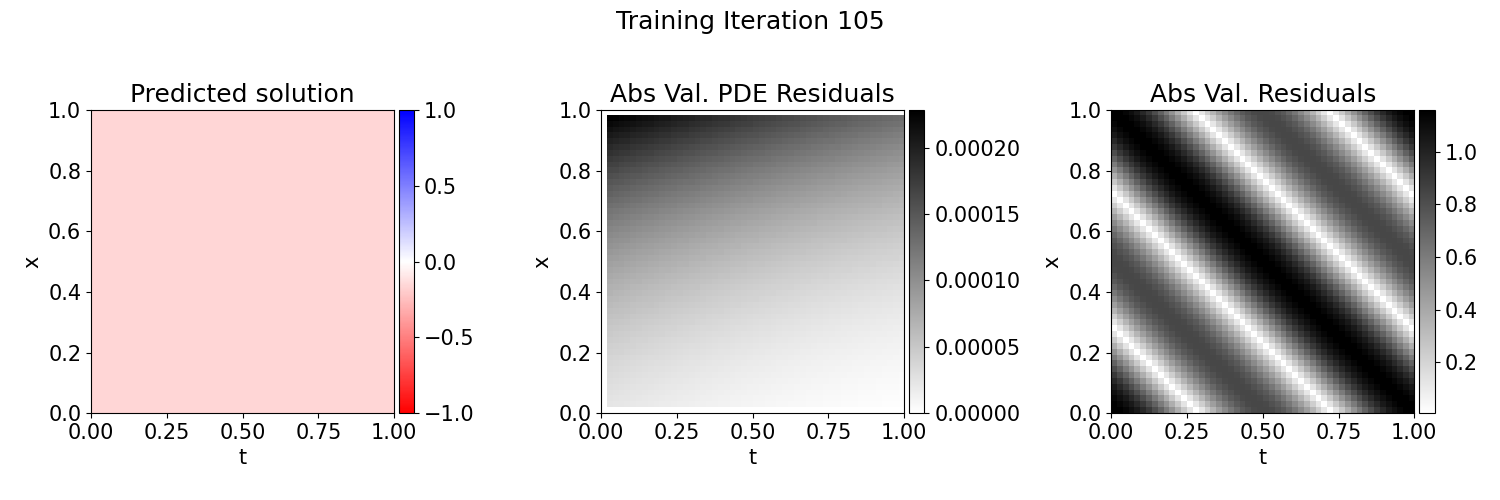 Training Iteration 105
Predicted solution
1.0
0.8
0.6
0.4
0.2
0.0
x
0.00 0.25 0.50 0.75 1.00
t
1.0
0.5
0.0
−0.5
−1.0
Abs Val. PDE Residuals
1.0
0.8
0.6
0.4
0.2
0.0
x
0.00 0.25 0.50 0.75 1.00
t
0.00020
0.00015
0.00010
0.00005
0.00000
Abs Val. Residuals
1.0
0.8
0.6
0.4
0.2
0.0
x
0.00 0.25 0.50 0.75 1.00
t
1.0
0.8
0.6
0.4
0.2